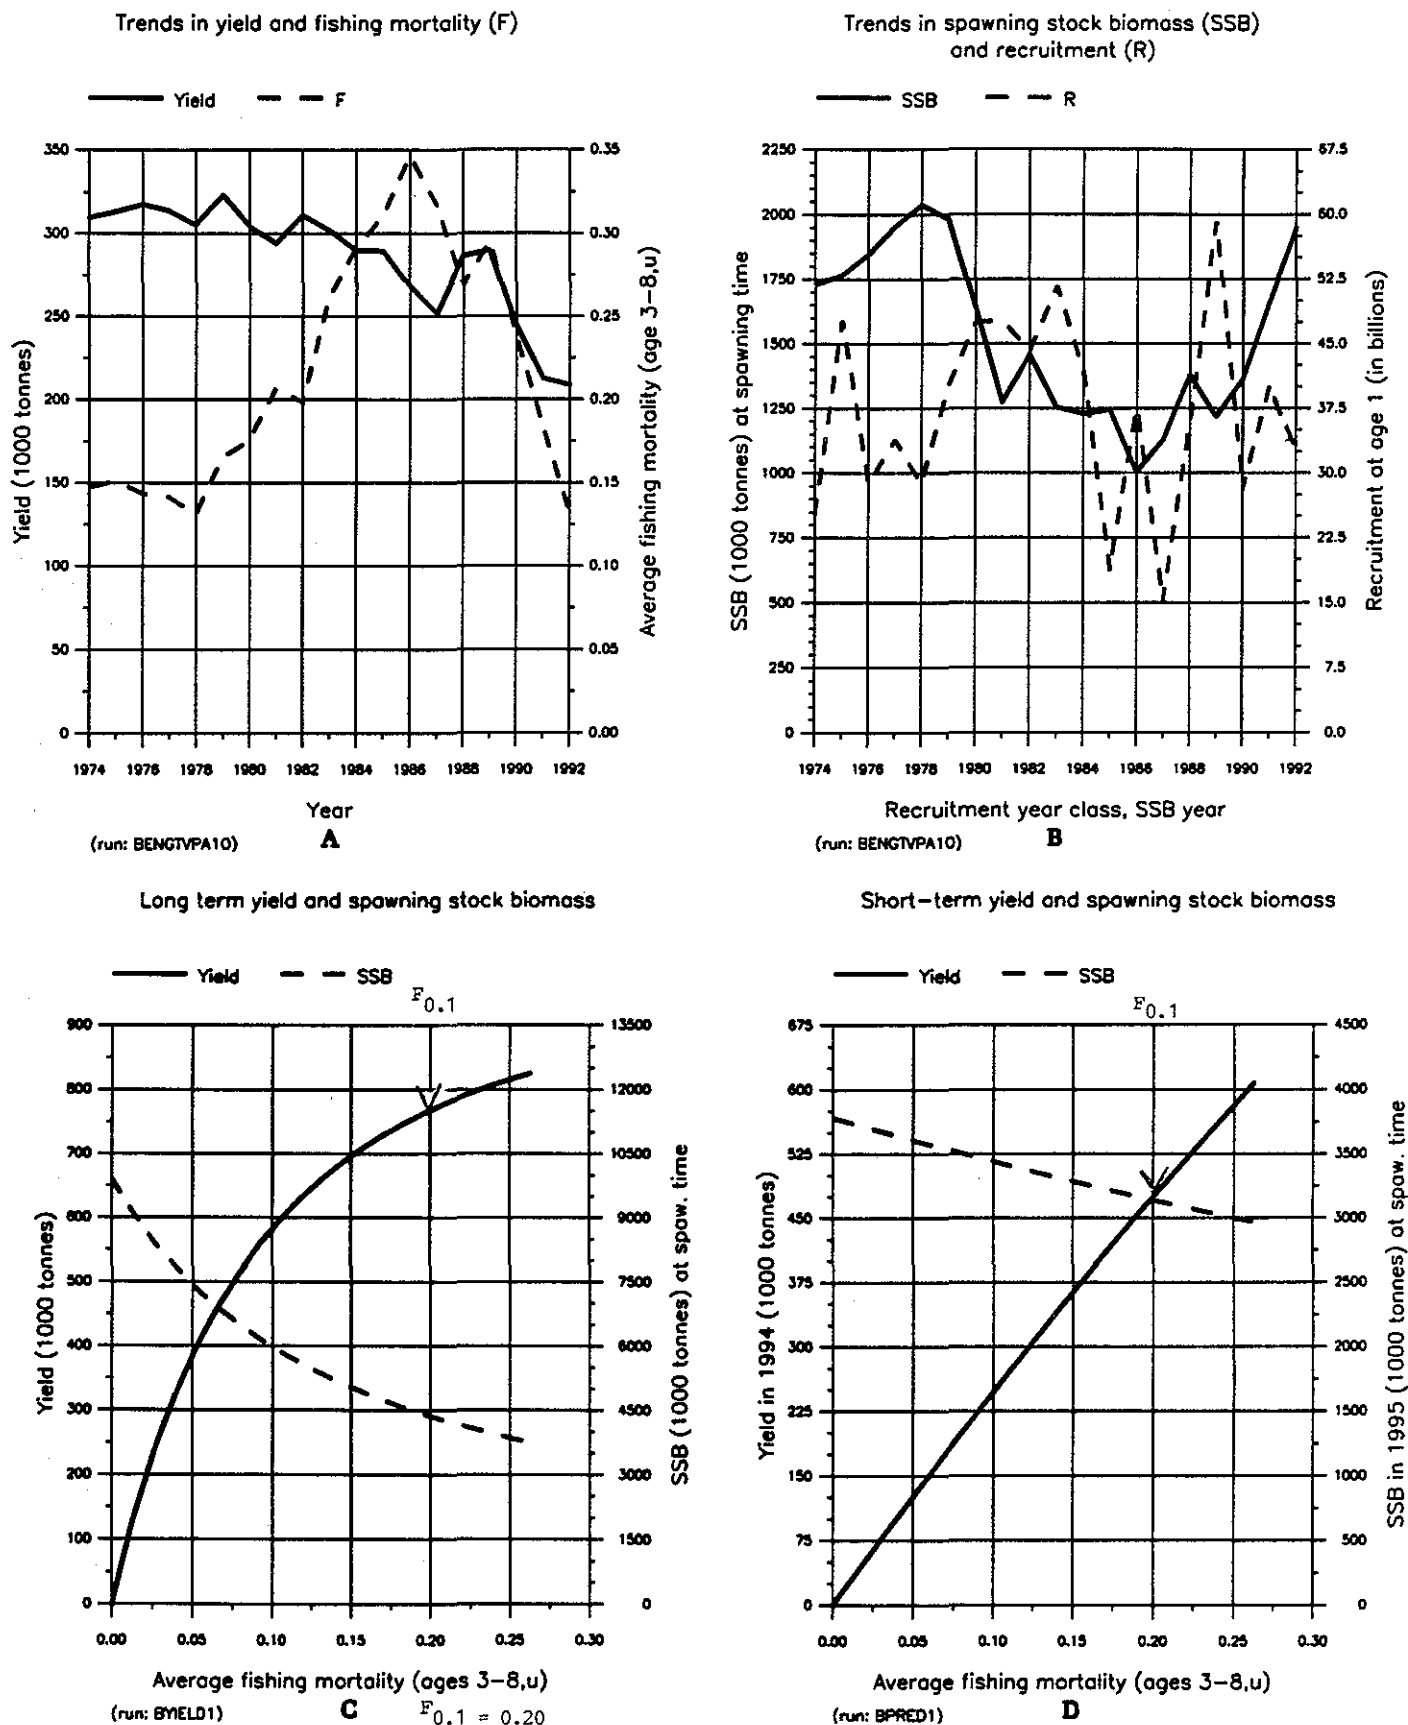 Trends in yield and fishing mortality (F)
Yield F
350
300
250
200
150
100
50
0
Yield (1000 tonnes)
0.35
0.30
0.25
0.20
0.15
0.10
0.05
0.00
Average fishing mortality (age 3-8,u)
1974 1976 1978 1980 1982 1984 1986 1988 1990 1992
Year
(run: BENGTVPA10) A
Trends in spawning stock biomass (SSB)
and recruitment (R)
SSB R
2250
2000
1750
1500
1250
1000
750
500
250
0
SSB (1000 tonnes) at spawning time
67.5
60.0
52.5
45.0
37.5
30.0
22.5
15.0
7.5
0.0
Recruitment at age 1 (in billions)
1974 1976 1978 1980 1982 1984 1986 1988 1990 1992
Recruitment year class, SSB year
(run: BENGTVPA10) B
Long term yield and spawning stock biomass
Yield SSB
F0.1
900
800
700
600
500
400
300
200
100
0
Yield (1000 tonnes)
13500
12000
10500
9000
7500
6000
4500
3000
1500
0
SSB (1000 tonnes) at spaw. time
0.00 0.05 0.10 0.15 0.20 0.25 0.30
Average fishing mortality (ages 3-8,u)
(run: BYIELD1) C F0.1 = 0.20
Short-term yield and spawning stock biomass
Yield SSB
F0.1
675
600
525
450
375
300
225
150
75
0
Yield in 1994 (1000 tonnes)
4500
4000
3500
3000
2500
2000
1500
1000
500
0
SSB in 1995 (1000 tonnes) at spaw. time
0.00 0.05 0.10 0.15 0.20 0.25 0.30
Average fishing mortality (ages 3-8,u)
(run: BPRED1) D